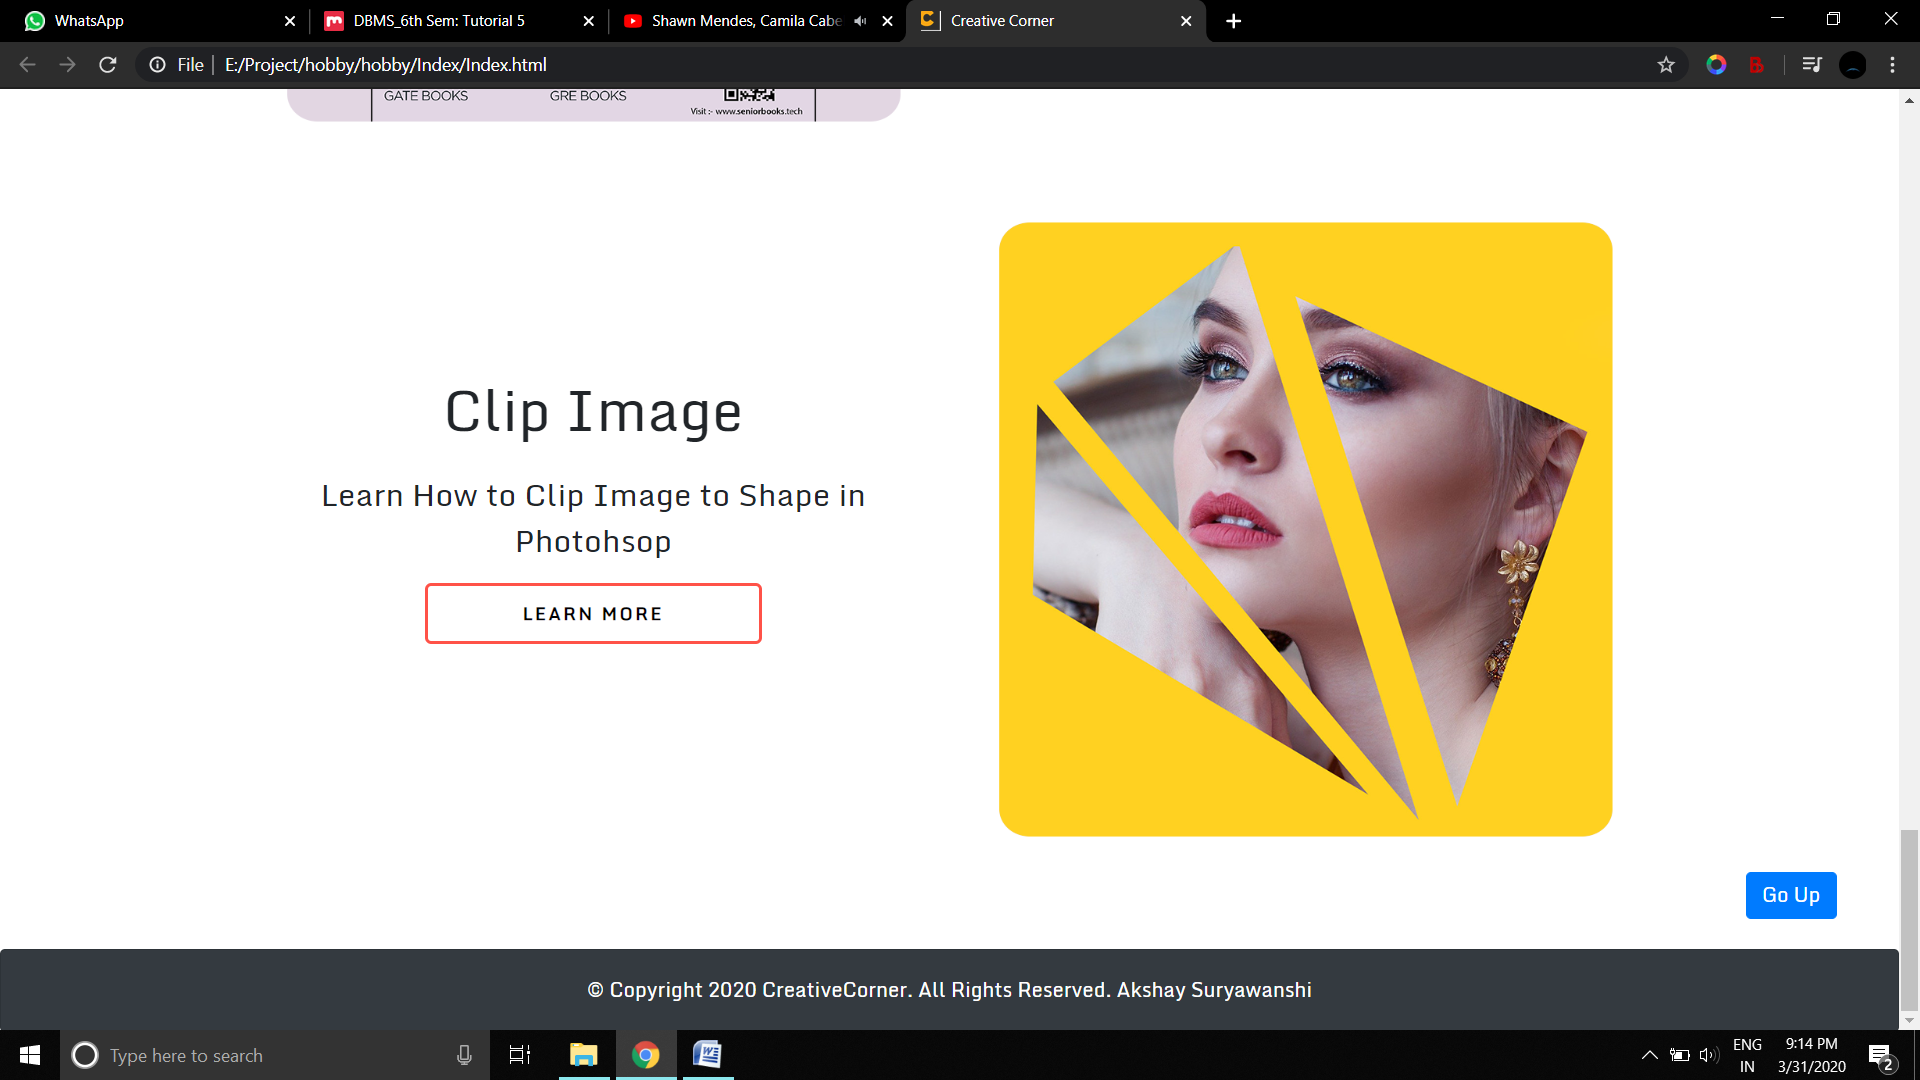 WhatsApp
DBMS_6th Sem: Tutorial 5
Shawn Mendes, Camila Cabe
Creative Corner
File
E:/Project/hobby/hobby/Index/Index.html
GATE BOOKS
GRE BOOKS
Visit :- www.seniorbooks.tech
Clip Image
Learn How to Clip Image to Shape in
Photohsop
LEARN MORE
Go Up
© Copyright 2020 CreativeCorner. All Rights Reserved. Akshay Suryawanshi
Type here to search
ENG
IN
9:14 PM
3/31/2020
2